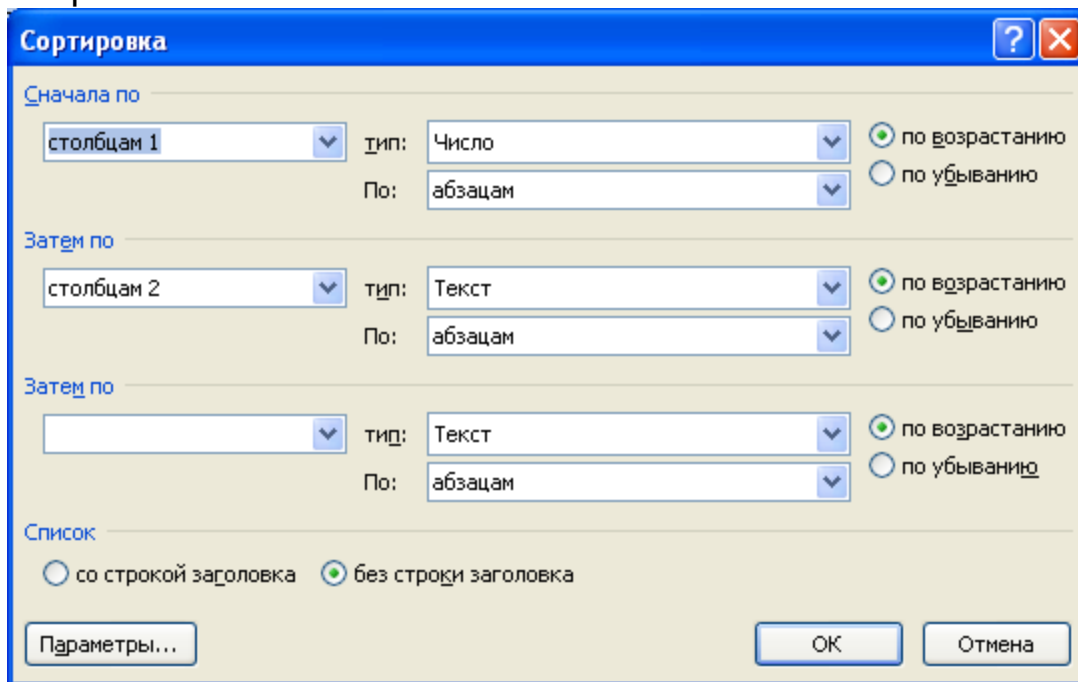 Сортировка
Сначала по
столбцам 1 тип: Число по возрастанию
По: абзацам по убыванию
Затем по
столбцам 2 тип: Текст по возрастанию
По: абзацам по убыванию
Затем по
тип: Текст по возрастанию
По: абзацам по убыванию
Список
со строкой заголовка без строки заголовка
Параметры... ОК Отмена